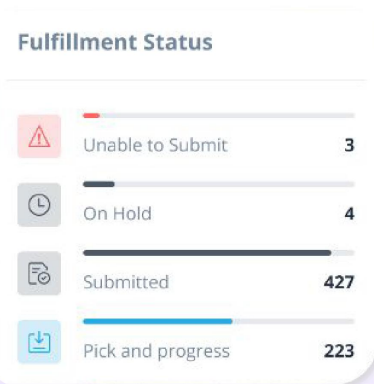 Fulfillment Status
Unable to Submit 3
On Hold 4
Submitted 427
Pick and progress 223